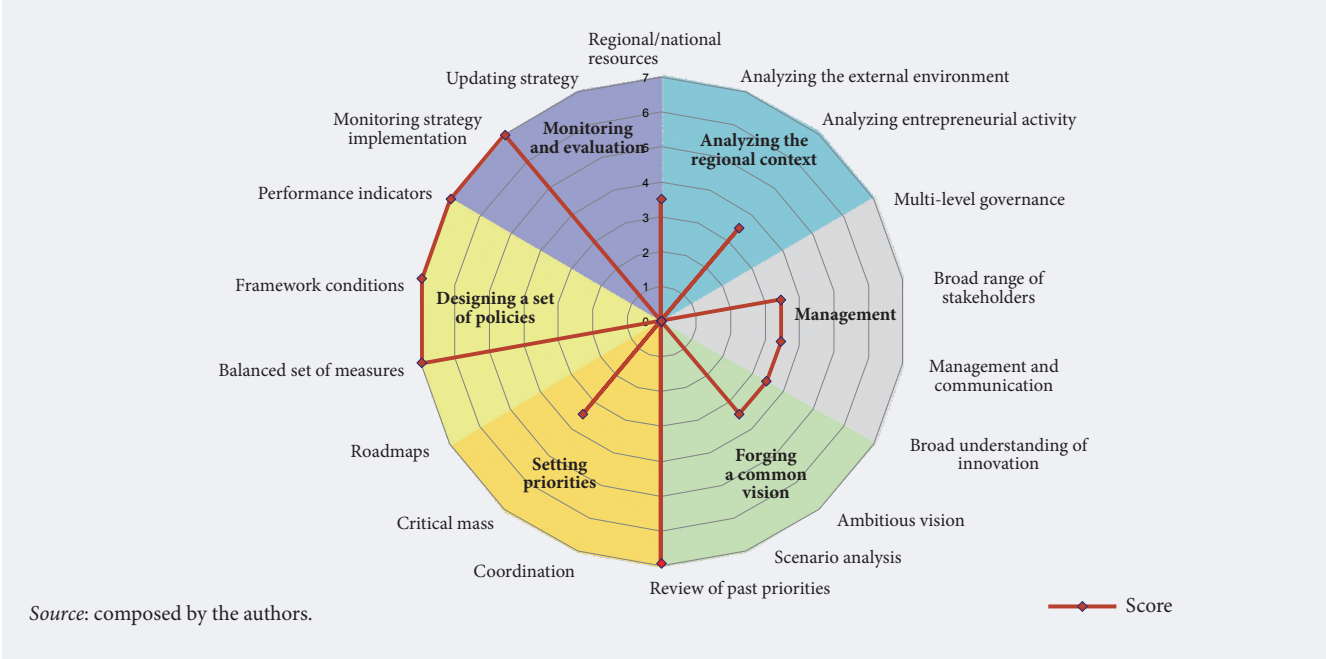 Regional/national
resources
Updating strategy
Analyzing the external environment
Monitoring strategy
implementation
Analyzing entrepreneurial activity
Performance indicators
Multi-level governance
Framework conditions
Broad range of
stakeholders
Balanced set of measures
Management and
communication
Roadmaps
Broad understanding of
innovation
Critical mass
Ambitious vision
Coordination
Scenario analysis
Review of past priorities
Monitoring
and evaluation
Analyzing the
regional context
Designing a set
of policies
Management
Setting
priorities
Forging
a common
vision
7
6
5
4
3
2
1
0
Source: composed by the authors.
Score